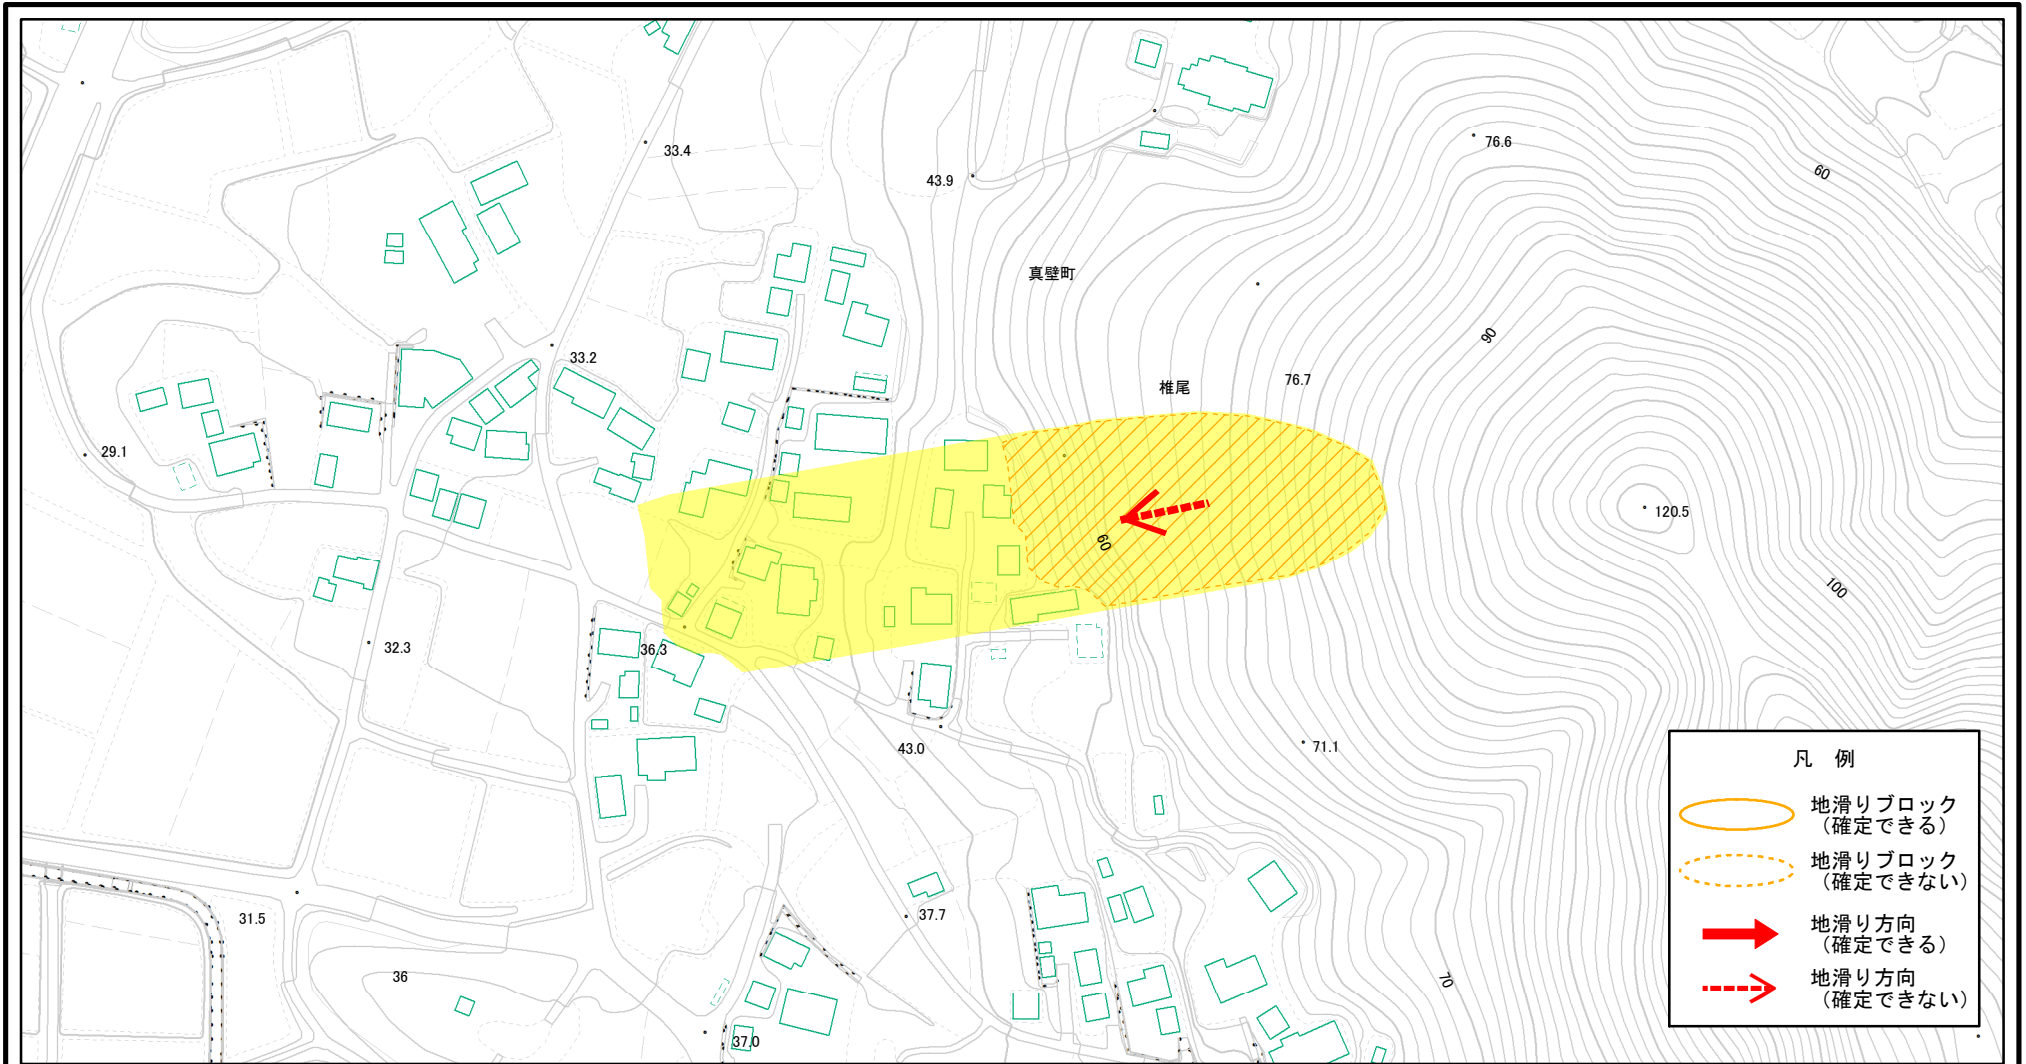 33.4
76.6
60
43.9
真壁町
90
33.2
76.7
椎尾
29.1
120.5
60
100
32.3
36.3
43.0
71.1
凡 例
地滑りブロック
(確定できる)
地滑りブロック
(確定できない)
地滑り方向
(確定できる)
地滑り方向
(確定できない)
31.5
37.7
36
70
37.0